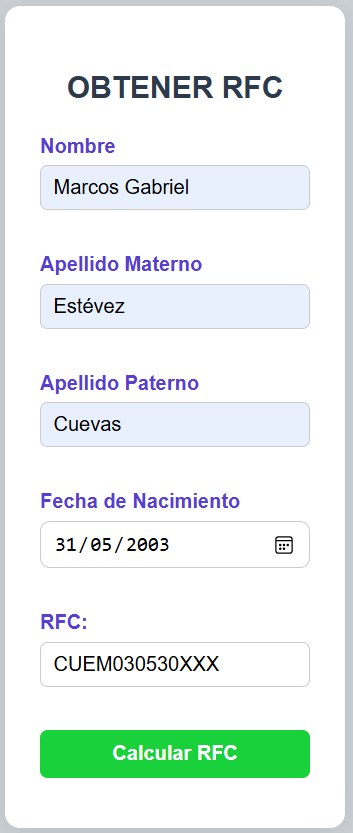 OBTENER RFC
Nombre
Marcos Gabriel
Apellido Materno
Estévez
Apellido Paterno
Cuevas
Fecha de Nacimiento
31/05/2003
RFC:
CUEM030530XXX
Calcular RFC